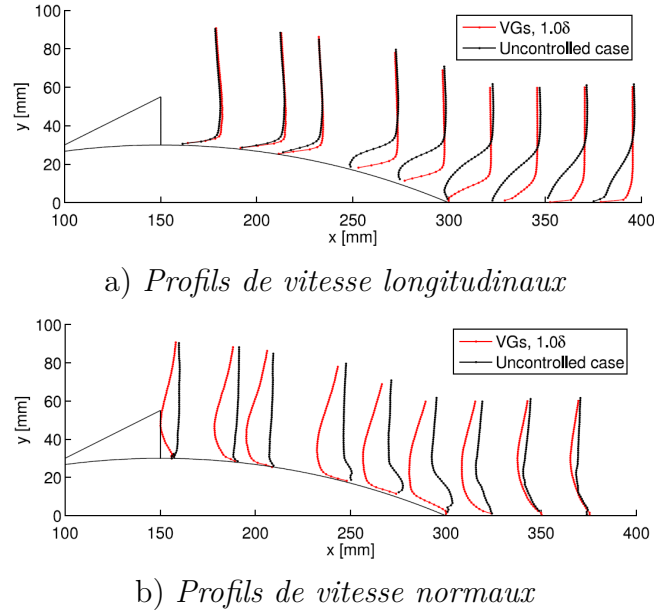 100
80
60
40
20
0
y [mm]
VGs, 1.0δ
Uncontrolled case
100 150 200 250 300 350 400
x [mm]
a) Profils de vitesse longitudinaux
100
80
60
40
20
0
y [mm]
VGs, 1.0δ
Uncontrolled case
100 150 200 250 300 350 400
x [mm]
b) Profils de vitesse normaux